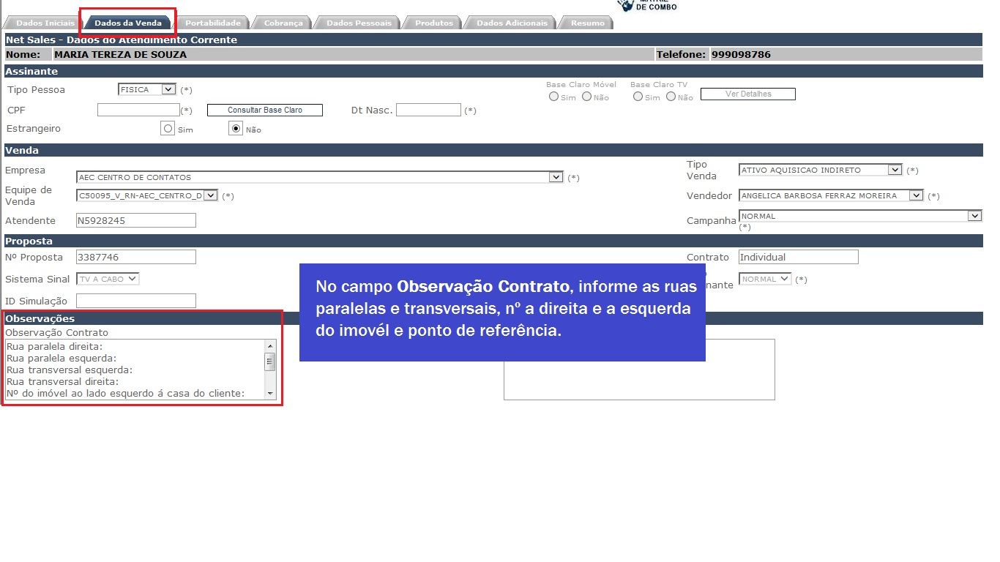 MATRIZ
DE COMBO
Dados Iniciais Dados da Venda Portabilidade Cobrança Dados Pessoais Produtos Dados Adicionais Resumo
Net Sales - Dados do Atendimento Corrente
Nome: MARIA TEREZA DE SOUZA Telefone: 999098786
Assinante
Base Claro Móvel Base Claro TV
Tipo Pessoa FISICA (*)
Sim Não Sim Não Ver Detalhes
CPF (*) Consultar Base Claro Dt Nasc. (*)
Estrangeiro Sim Não
Venda
Empresa AEC CENTRO DE CONTATOS (*)
Tipo
Venda ATIVO AQUISICAO INDIRETO (*)
Equipe de
Venda C50095_V_RN-AEC_CENTRO_D (*)
Vendedor ANGELICA BARBOSA FERRAZ MOREIRA (*)
Atendente N5928245
Campanha NORMAL
(*)
Proposta
Nº Proposta 3387746 Contrato Individual
Sistema Sinal TV A CABO nante NORMAL (*)
ID Simulação
No campo Observação Contrato, informe as ruas
paralelas e transversais, nº a direita e a esquerda
do imovél e ponto de referência.
Observações
Observação Contrato
Rua paralela direita:
Rua paralela esquerda:
Rua transversal esquerda:
Rua transversal direita:
Nº do imóvel ao lado esquerdo á casa do cliente: